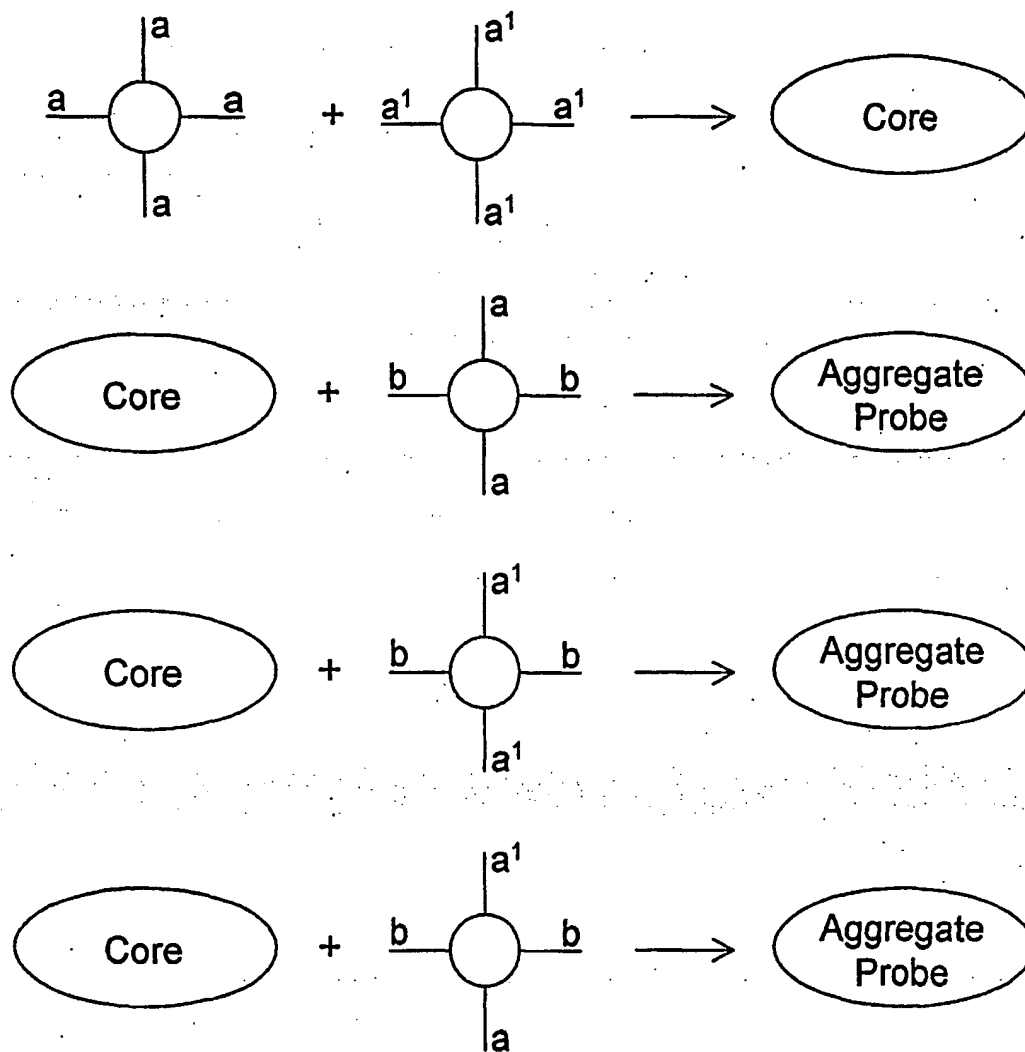 a
a a + a¹ a¹ → Core
a¹
a a¹
a
Core + b b → Aggregate
Probe
a
a¹
Core + b b → Aggregate
Probe
a¹
a¹
Core + b b → Aggregate
Probe
a